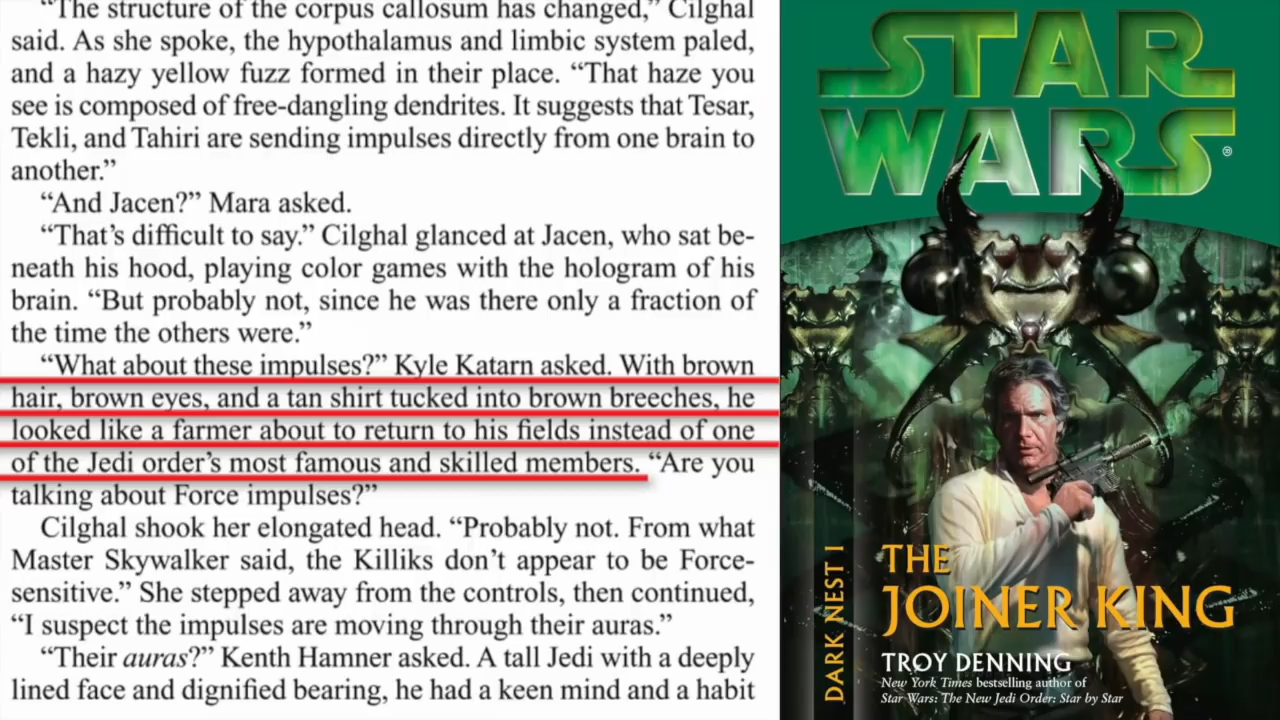 “The structure of the corpus callosum has changed,” Cilghal
said. As she spoke, the hypothalamus and limbic system paled,
and a hazy yellow fuzz formed in their place. “That haze you
see is composed of free-dangling dendrites. It suggests that Tesar,
Tekli, and Tahiri are sending impulses directly from one brain to
another.”
“And Jacen?” Mara asked.
“That’s difficult to say.” Cilghal glanced at Jacen, who sat be-
neath his hood, playing color games with the hologram of his
brain. “But probably not, since he was there only a fraction of
the time the others were.”
“What about these impulses?” Kyle Katarn asked. With brown
hair, brown eyes, and a tan shirt tucked into brown breeches, he
looked like a farmer about to return to his fields instead of one
of the Jedi order’s most famous and skilled members. “Are you
talking about Force impulses?”
Cilghal shook her elongated head. “Probably not. From what
Master Skywalker said, the Killiks don’t appear to be Force-
sensitive.” She stepped away from the controls, then continued,
“I suspect the impulses are moving through their auras.”
“Their auras?” Kenth Hamner asked. A tall Jedi with a deeply
lined face and dignified bearing, he had a keen mind and a habit
STAR
WARS®
DARK NEST I
THE
JOINER KING
TROY DENNING
New York Times bestselling author of
Star Wars: The New Jedi Order: Star by Star